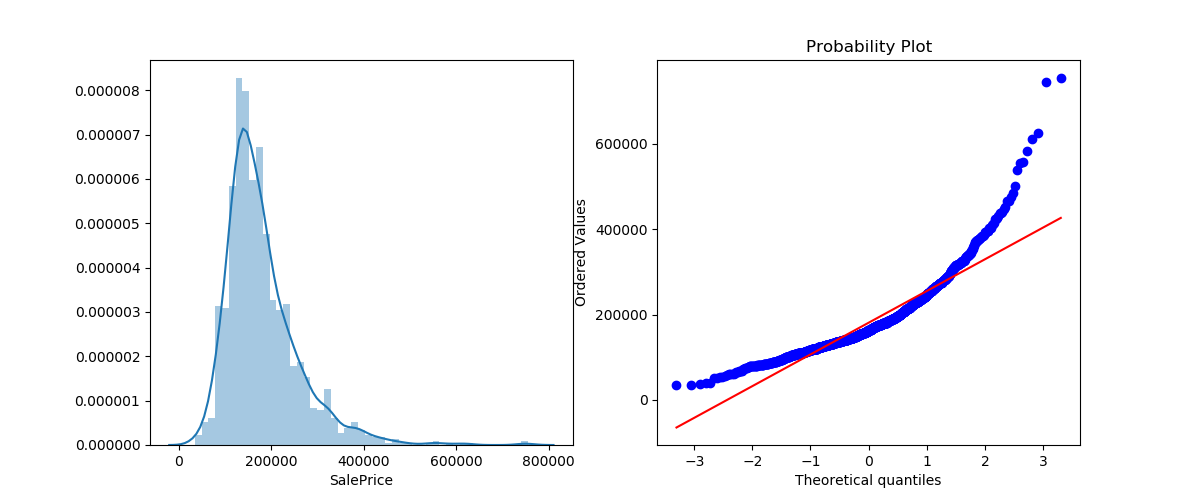 0.000008
0.000007
0.000006
0.000005
0.000004
0.000003
0.000002
0.000001
0.000000
0 200000 400000 600000 800000
SalePrice
Probability Plot
Ordered Values
600000
400000
200000
0
−3 −2 −1 0 1 2 3
Theoretical quantiles